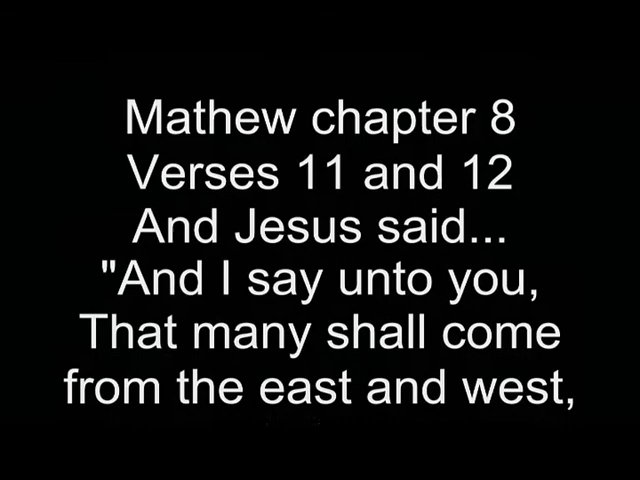 Mathew chapter 8
Verses 11 and 12
And Jesus said...
"And I say unto you,
That many shall come
from the east and west,